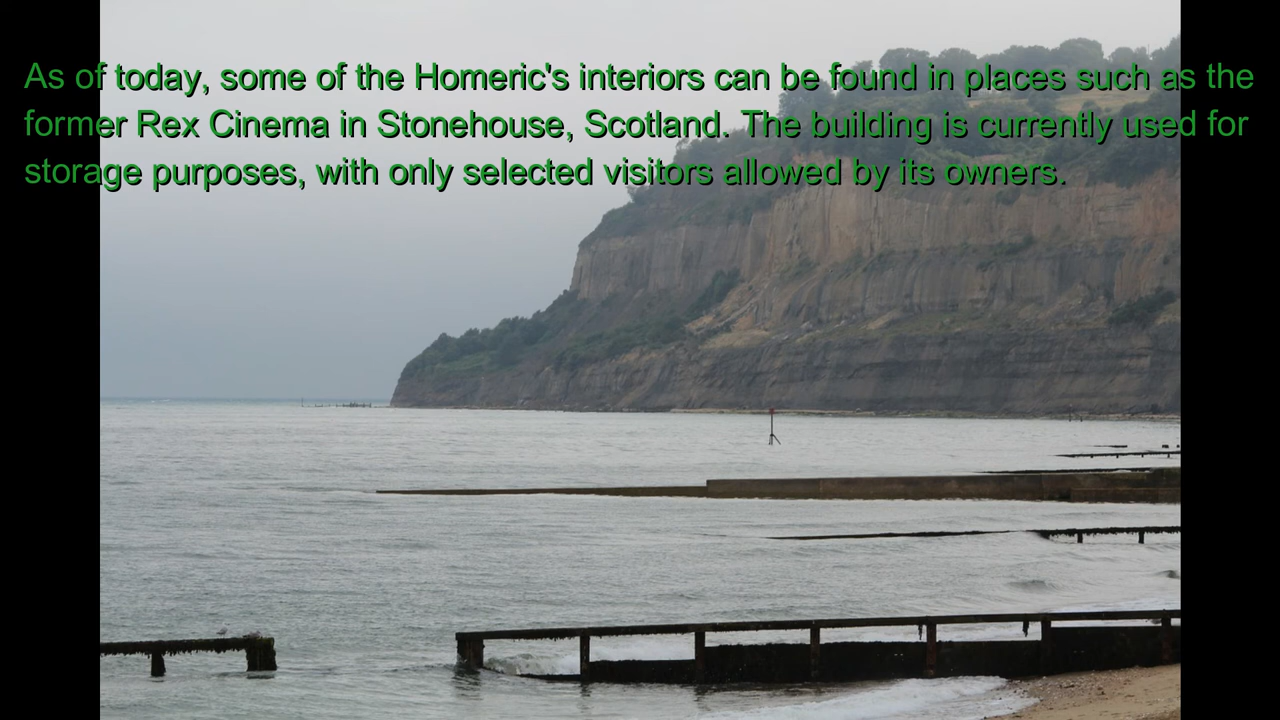 As of today, some of the Homeric's interiors can be found in places such as the
former Rex Cinema in Stonehouse, Scotland. The building is currently used for
storage purposes, with only selected visitors allowed by its owners.